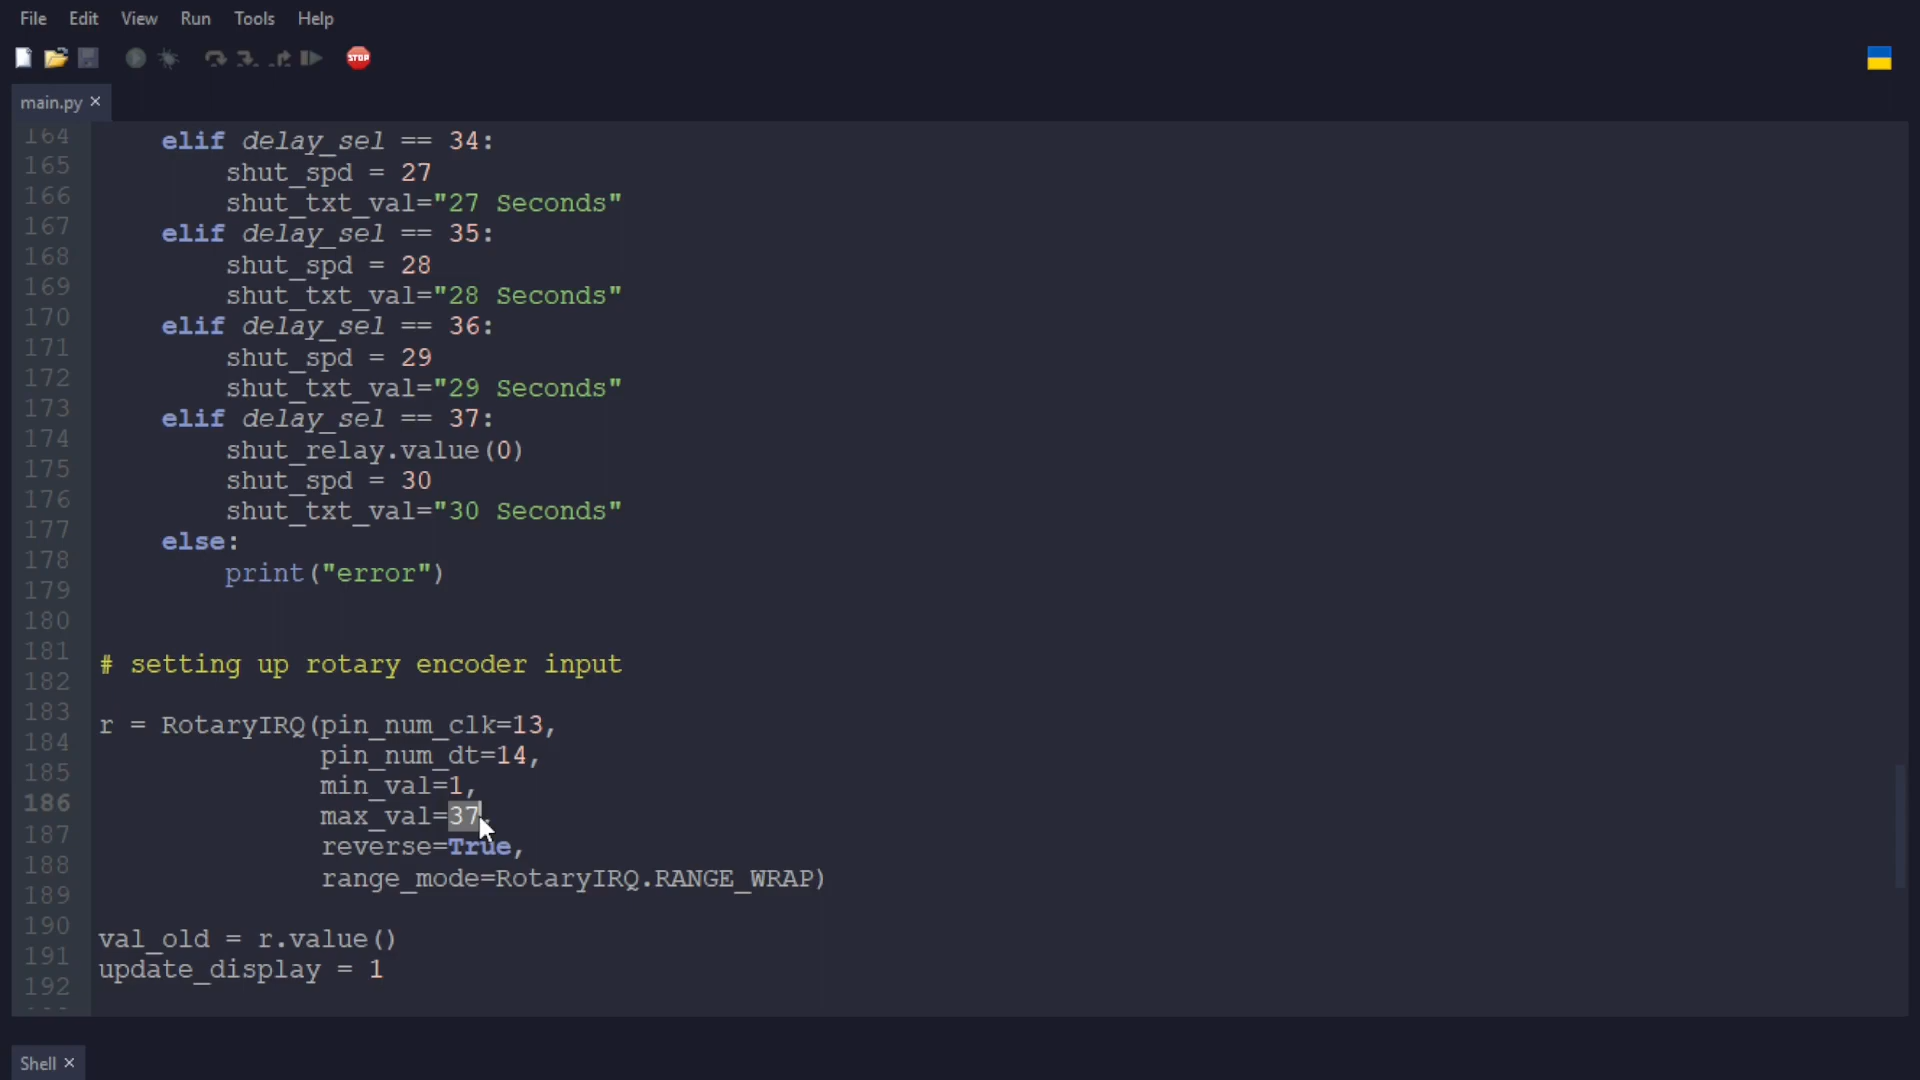 File Edit View Run Tools Help
STOP
main.py ×
164 elif delay_sel == 34:
165 shut_spd = 27
166 shut_txt_val="27 Seconds"
167 elif delay_sel == 35:
168 shut_spd = 28
169 shut_txt_val="28 Seconds"
170 elif delay_sel == 36:
171 shut_spd = 29
172 shut_txt_val="29 Seconds"
173 elif delay_sel == 37:
174 shut_relay.value(0)
175 shut_spd = 30
176 shut_txt_val="30 Seconds"
177 else:
178 print("error")
179
180
181 # setting up rotary encoder input
182
183 r = RotaryIRQ(pin_num_clk=13,
184 pin_num_dt=14,
185 min_val=1,
186 max_val=37,
187 reverse=True,
188 range_mode=RotaryIRQ.RANGE_WRAP)
189
190 val_old = r.value()
191 update_display = 1
192
Shell ×